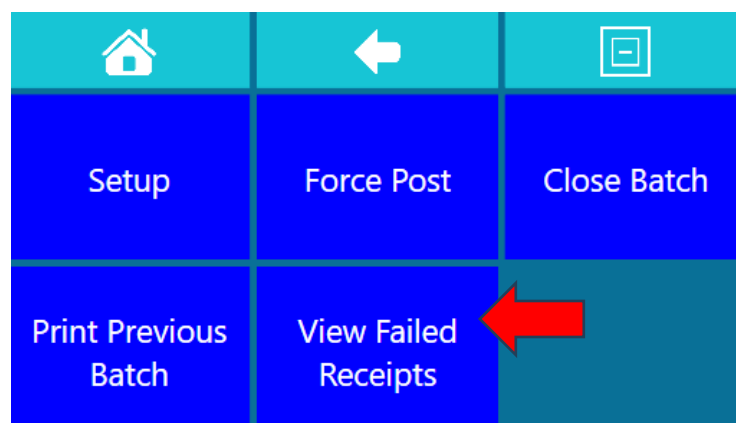 Setup
Force Post
Close Batch
Print Previous
Batch
View Failed
Receipts